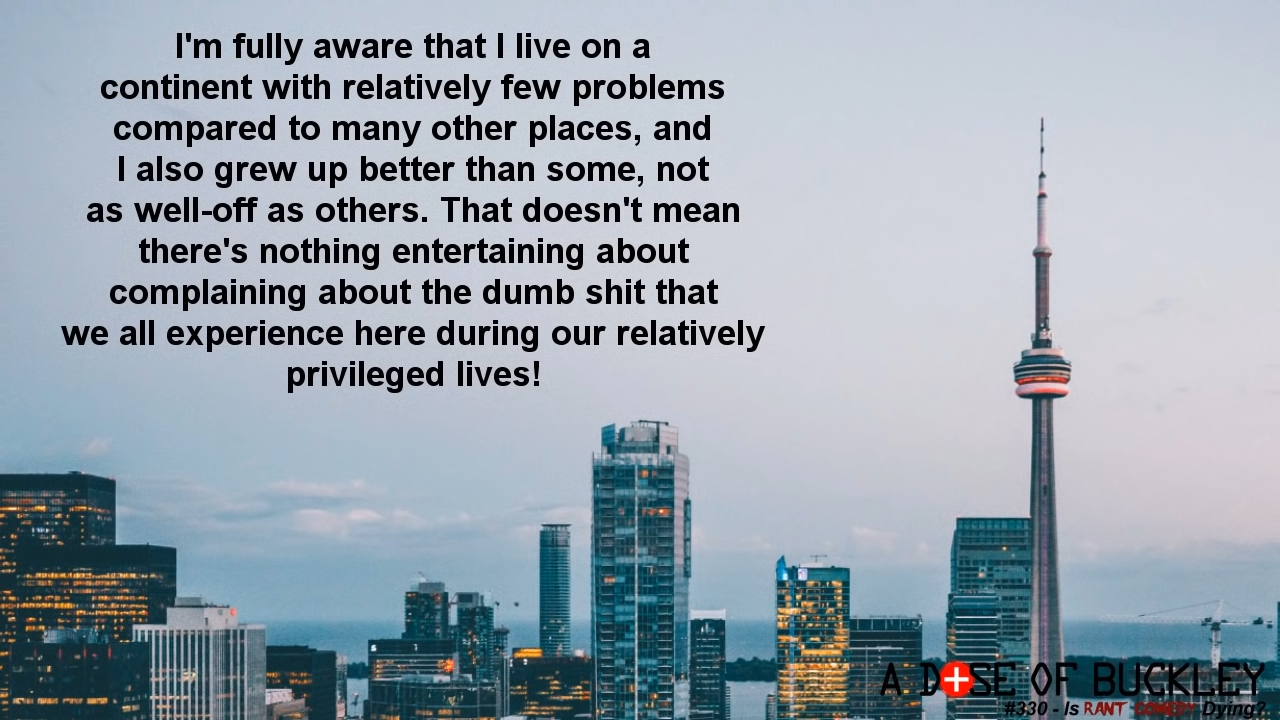 I'm fully aware that I live on a
continent with relatively few problems
compared to many other places, and
I also grew up better than some, not
as well-off as others. That doesn't mean
there's nothing entertaining about
complaining about the dumb shit that
we all experience here during our relatively
privileged lives!
A DOSE OF BUCKLEY
#330 - Is RANT COMEDY Dying?